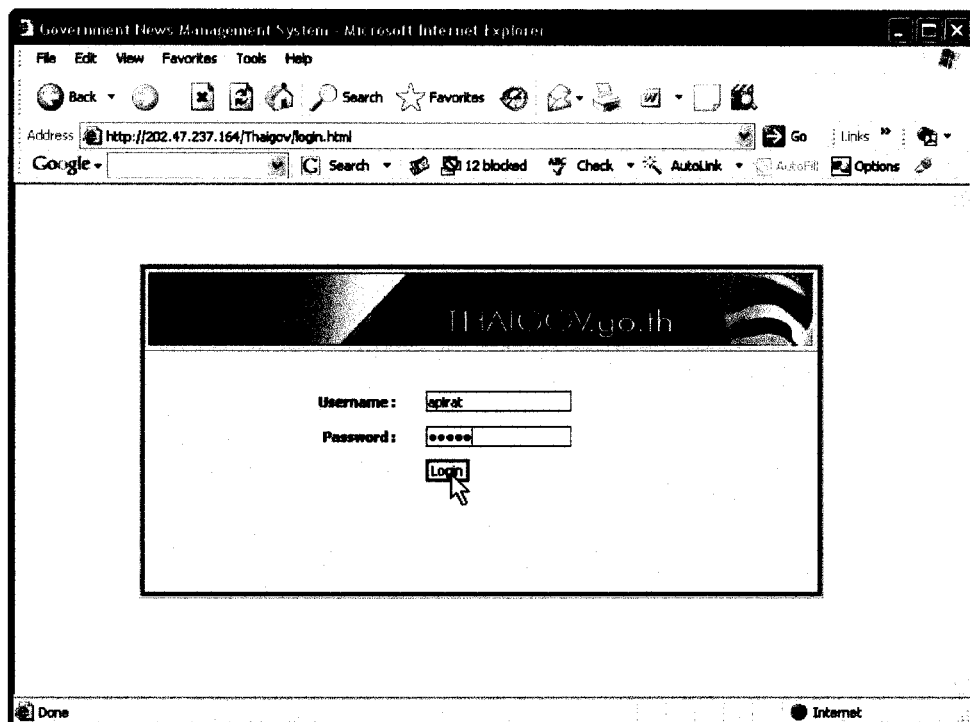 Government News Management System - Microsoft Internet Explorer
File Edit View Favorites Tools Help
Back Search Favorites
Address http://202.47.237.164/Thaigov/login.html Go Links »
Google Search 12 blocked Check AutoLink AutoFill Options
THAIGOV.go.th
Username :
apirat
Password :
•••••
Login
Done Internet